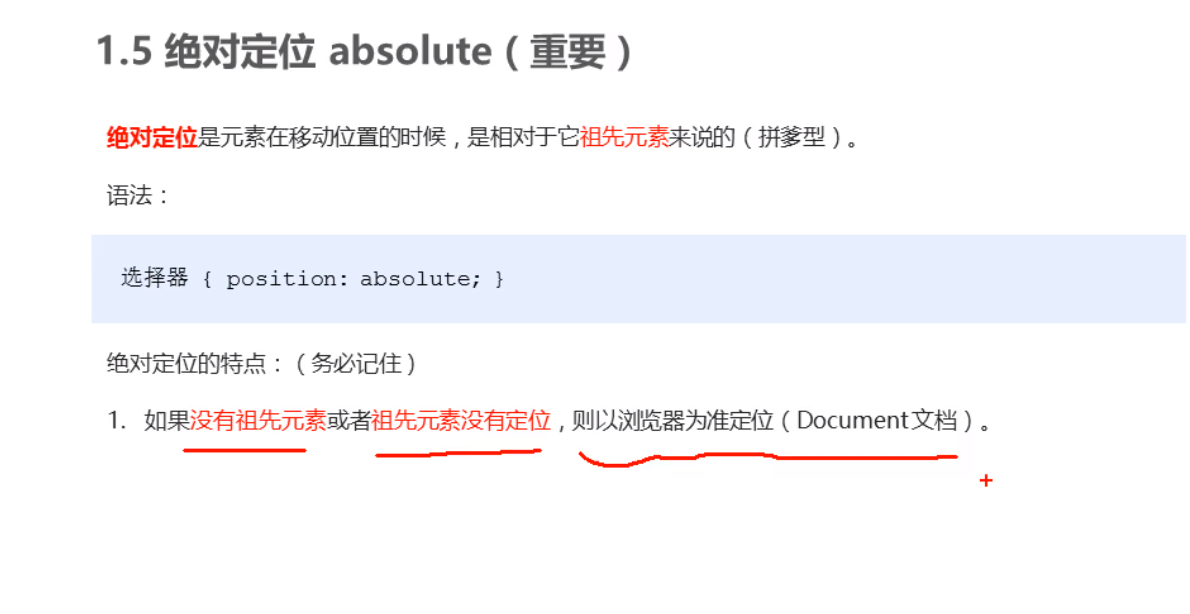 1.5 绝对定位 absolute（重要）
绝对定位是元素在移动位置的时候，是相对于它祖先元素来说的（拼爹型）。
语法：
选择器 { position: absolute; }
绝对定位的特点：（务必记住）
1. 如果没有祖先元素或者祖先元素没有定位，则以浏览器为准定位（Document文档）。